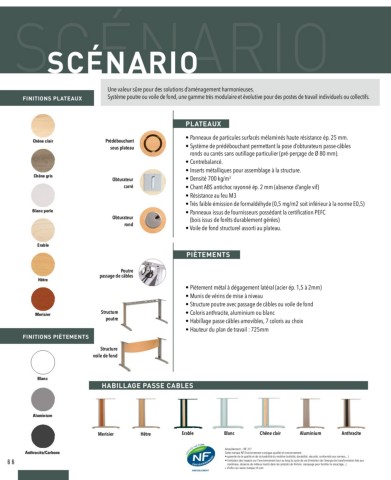 SCÉNARIO
SCÉNARIO
Une valeur sûre pour des solutions d'aménagement harmonieuses.
Système poutre ou voile de fond, une gamme très modulaire et évolutive pour des postes de travail individuels ou collectifs.
FINITIONS PLATEAUX
Chêne clair
Chêne gris
Blanc perle
Erable
Hêtre
Merisier
FINITIONS PIÈTEMENTS
Blanc
Aluminium
Anthracite/Carbone
Prédébouchant
sous plateau
Obturateur
carré
Obturateur
rond
Poutre
passage de câbles
Structure
poutre
Structure
voile de fond
PLATEAUX
• Panneaux de particules surfacés mélaminés haute résistance ép. 25 mm.
• Système de prédébouchant permettant la pose d'obturateurs passe-câbles
ronds ou carrés sans outillage particulier (pré-perçage de Ø 80 mm).
• Contrebalancé.
• Inserts métalliques pour assemblage à la structure.
• Densité 700 kg/m³
• Chant ABS antichoc rayonné ép. 2 mm (absence d'angle vif)
• Résistance au feu M3
• Très faible émission de formaldéhyde (0,5 mg/m2 soit inférieur à la norme E0,5)
• Panneaux issus de fournisseurs possédant la certification PEFC
(bois issus de forêts durablement gérées)
• Voile de fond structurel assorti au plateau.
PIÈTEMENTS
• Piètement métal à dégagement latéral (acier ép. 1,5 à 2mm)
• Munis de vérins de mise à niveau
• Structure poutre avec passage de câbles ou voile de fond
• Coloris anthracite, aluminium ou blanc
• Habillage passe câbles amovibles, 7 coloris au choix
• Hauteur du plan de travail : 725mm
HABILLAGE PASSE CABLES
Merisier
Hêtre
Erable
Blanc
Chêne clair
Aluminium
Anthracite
NF
66